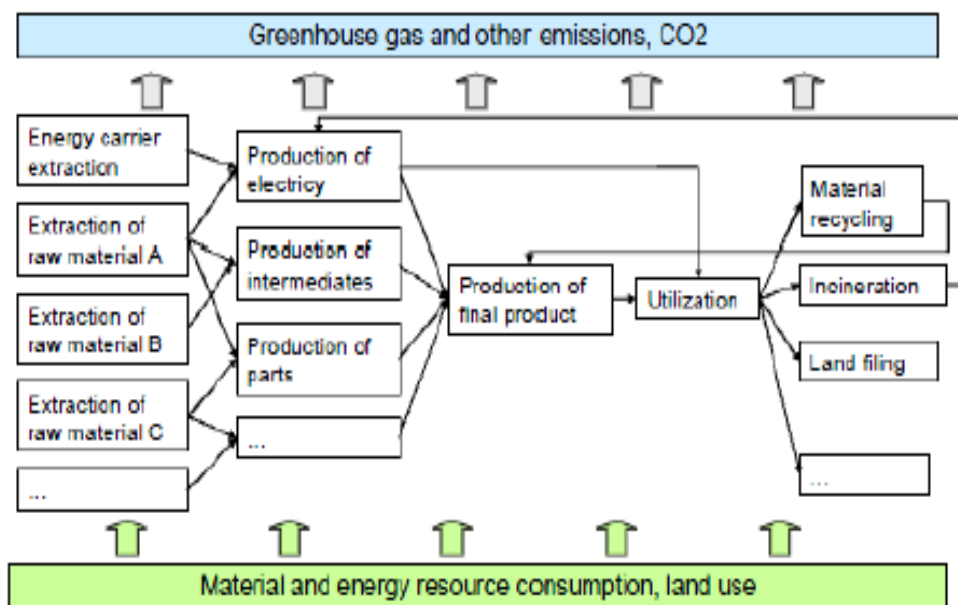 Greenhouse gas and other emissions, CO2
Energy carrier
extraction
Extraction of
raw material A
Extraction of
raw material B
Extraction of
raw material C
...
Production of
electricy
Production of
intermediates
Production of
parts
...
Production of
final product
Utilization
Material
recycling
Incineration
Land filing
...
Material and energy resource consumption, land use